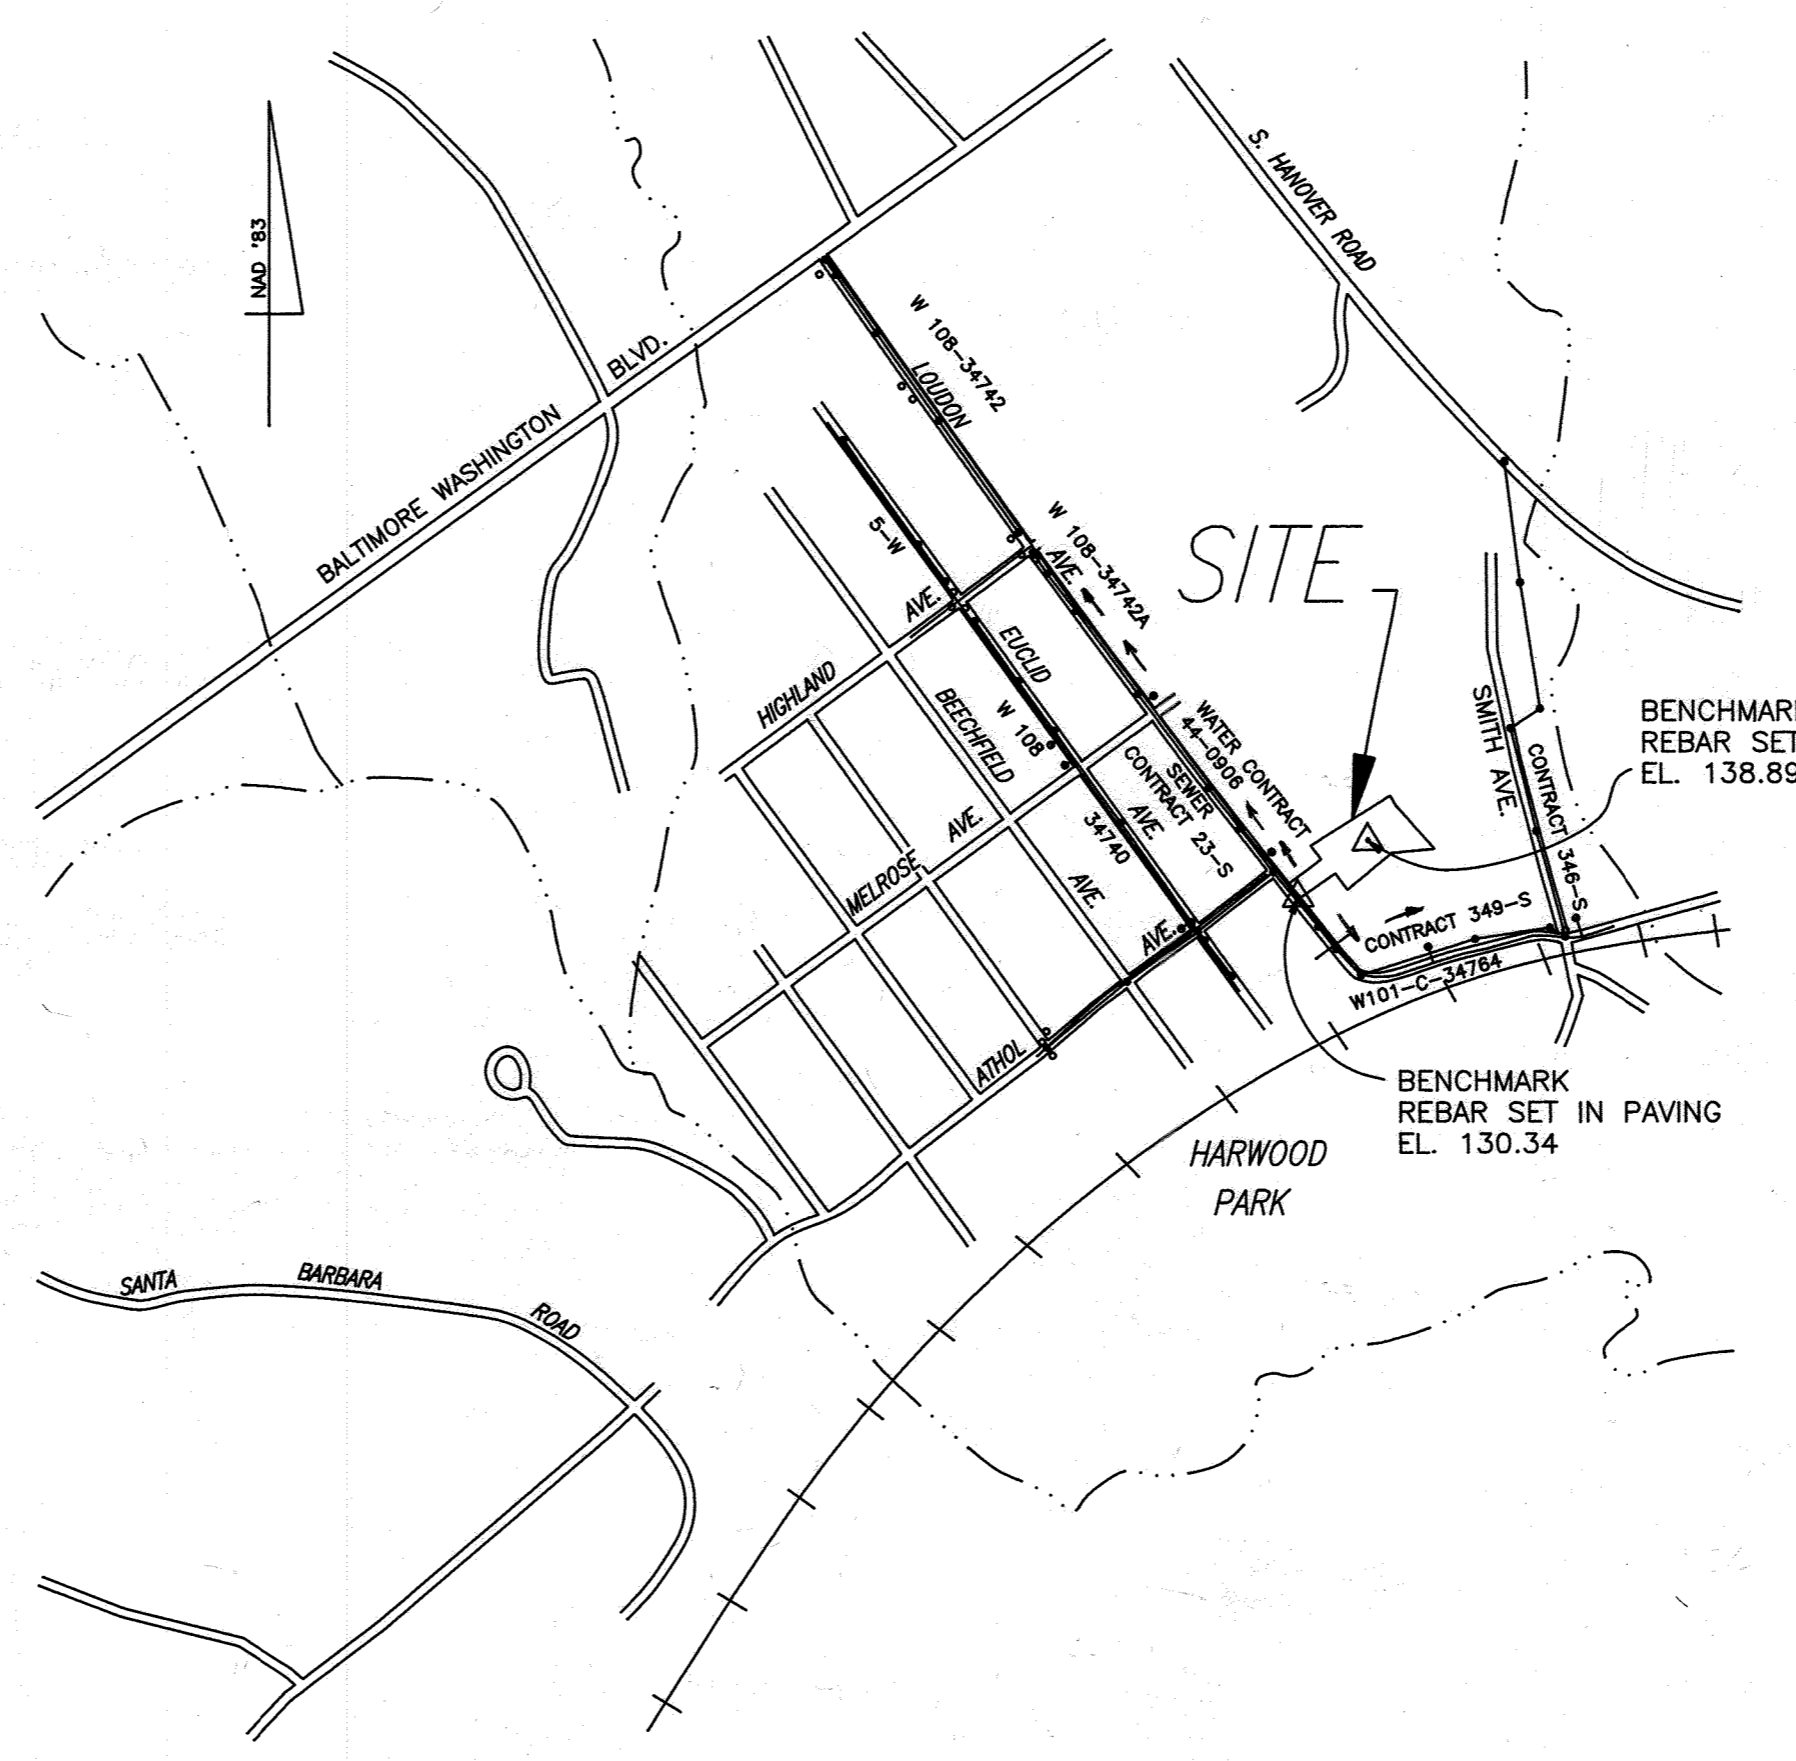 NAD '83
S. HANOVER ROAD
BALTIMORE WASHINGTON BLVD.
W 108-34742
LOUDON AVE.
W 108-34742A
5-W
SITE
HIGHLAND AVE.
EUCLID AVE.
BEECHFIELD AVE.
W 108
34740
WATER CONTRACT
44-0906
SEWER
CONTRACT 23-S
SMITH AVE.
CONTRACT 346-S
REBAR SET
EL. 138.89
MELROSE AVE.
CONTRACT 349-S
W101-C-34764
ATHOL AVE.
BENCHMARK
REBAR SET IN PAVING
EL. 130.34
HARWOOD
PARK
SANTA BARBARA ROAD